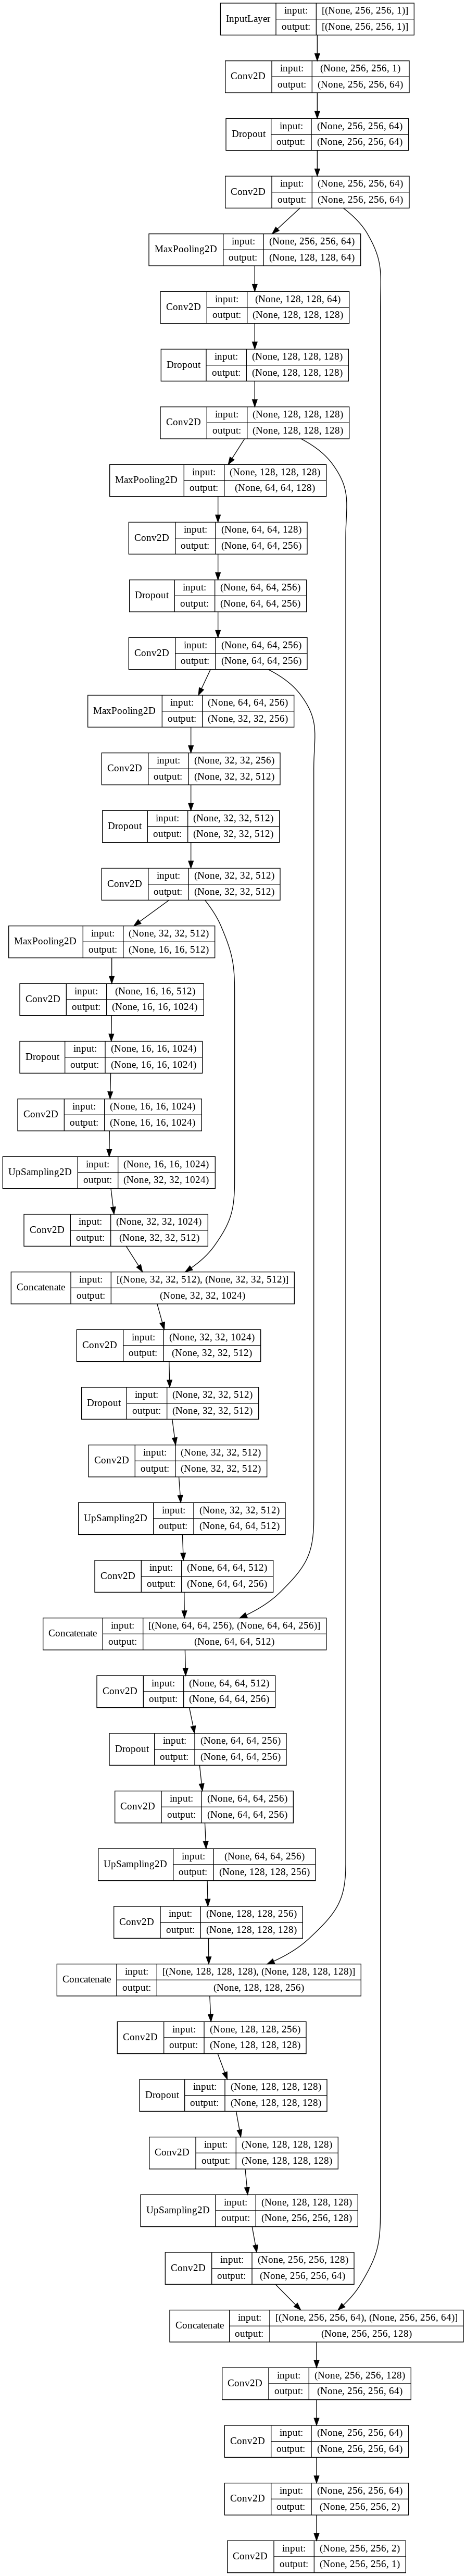 InputLayer input: [(None, 256, 256, 1)]
output: [(None, 256, 256, 1)]
Conv2D input: (None, 256, 256, 1)
output: (None, 256, 256, 64)
Dropout input: (None, 256, 256, 64)
output: (None, 256, 256, 64)
Conv2D input: (None, 256, 256, 64)
output: (None, 256, 256, 64)
MaxPooling2D input: (None, 256, 256, 64)
output: (None, 128, 128, 64)
Conv2D input: (None, 128, 128, 64)
output: (None, 128, 128, 128)
Dropout input: (None, 128, 128, 128)
output: (None, 128, 128, 128)
Conv2D input: (None, 128, 128, 128)
output: (None, 128, 128, 128)
MaxPooling2D input: (None, 128, 128, 128)
output: (None, 64, 64, 128)
Conv2D input: (None, 64, 64, 128)
output: (None, 64, 64, 256)
Dropout input: (None, 64, 64, 256)
output: (None, 64, 64, 256)
Conv2D input: (None, 64, 64, 256)
output: (None, 64, 64, 256)
MaxPooling2D input: (None, 64, 64, 256)
output: (None, 32, 32, 256)
Conv2D input: (None, 32, 32, 256)
output: (None, 32, 32, 512)
Dropout input: (None, 32, 32, 512)
output: (None, 32, 32, 512)
Conv2D input: (None, 32, 32, 512)
output: (None, 32, 32, 512)
MaxPooling2D input: (None, 32, 32, 512)
output: (None, 16, 16, 512)
Conv2D input: (None, 16, 16, 512)
output: (None, 16, 16, 1024)
Dropout input: (None, 16, 16, 1024)
output: (None, 16, 16, 1024)
Conv2D input: (None, 16, 16, 1024)
output: (None, 16, 16, 1024)
UpSampling2D input: (None, 16, 16, 1024)
output: (None, 32, 32, 1024)
Conv2D input: (None, 32, 32, 1024)
output: (None, 32, 32, 512)
Concatenate input: [(None, 32, 32, 512), (None, 32, 32, 512)]
output: (None, 32, 32, 1024)
Conv2D input: (None, 32, 32, 1024)
output: (None, 32, 32, 512)
Dropout input: (None, 32, 32, 512)
output: (None, 32, 32, 512)
Conv2D input: (None, 32, 32, 512)
output: (None, 32, 32, 512)
UpSampling2D input: (None, 32, 32, 512)
output: (None, 64, 64, 512)
Conv2D input: (None, 64, 64, 512)
output: (None, 64, 64, 256)
Concatenate input: [(None, 64, 64, 256), (None, 64, 64, 256)]
output: (None, 64, 64, 512)
Conv2D input: (None, 64, 64, 512)
output: (None, 64, 64, 256)
Dropout input: (None, 64, 64, 256)
output: (None, 64, 64, 256)
Conv2D input: (None, 64, 64, 256)
output: (None, 64, 64, 256)
UpSampling2D input: (None, 64, 64, 256)
output: (None, 128, 128, 256)
Conv2D input: (None, 128, 128, 256)
output: (None, 128, 128, 128)
Concatenate input: [(None, 128, 128, 128), (None, 128, 128, 128)]
output: (None, 128, 128, 256)
Conv2D input: (None, 128, 128, 256)
output: (None, 128, 128, 128)
Dropout input: (None, 128, 128, 128)
output: (None, 128, 128, 128)
Conv2D input: (None, 128, 128, 128)
output: (None, 128, 128, 128)
UpSampling2D input: (None, 128, 128, 128)
output: (None, 256, 256, 128)
Conv2D input: (None, 256, 256, 128)
output: (None, 256, 256, 64)
Concatenate input: [(None, 256, 256, 64), (None, 256, 256, 64)]
output: (None, 256, 256, 128)
Conv2D input: (None, 256, 256, 128)
output: (None, 256, 256, 64)
Conv2D input: (None, 256, 256, 64)
output: (None, 256, 256, 64)
Conv2D input: (None, 256, 256, 64)
output: (None, 256, 256, 2)
Conv2D input: (None, 256, 256, 2)
output: (None, 256, 256, 1)